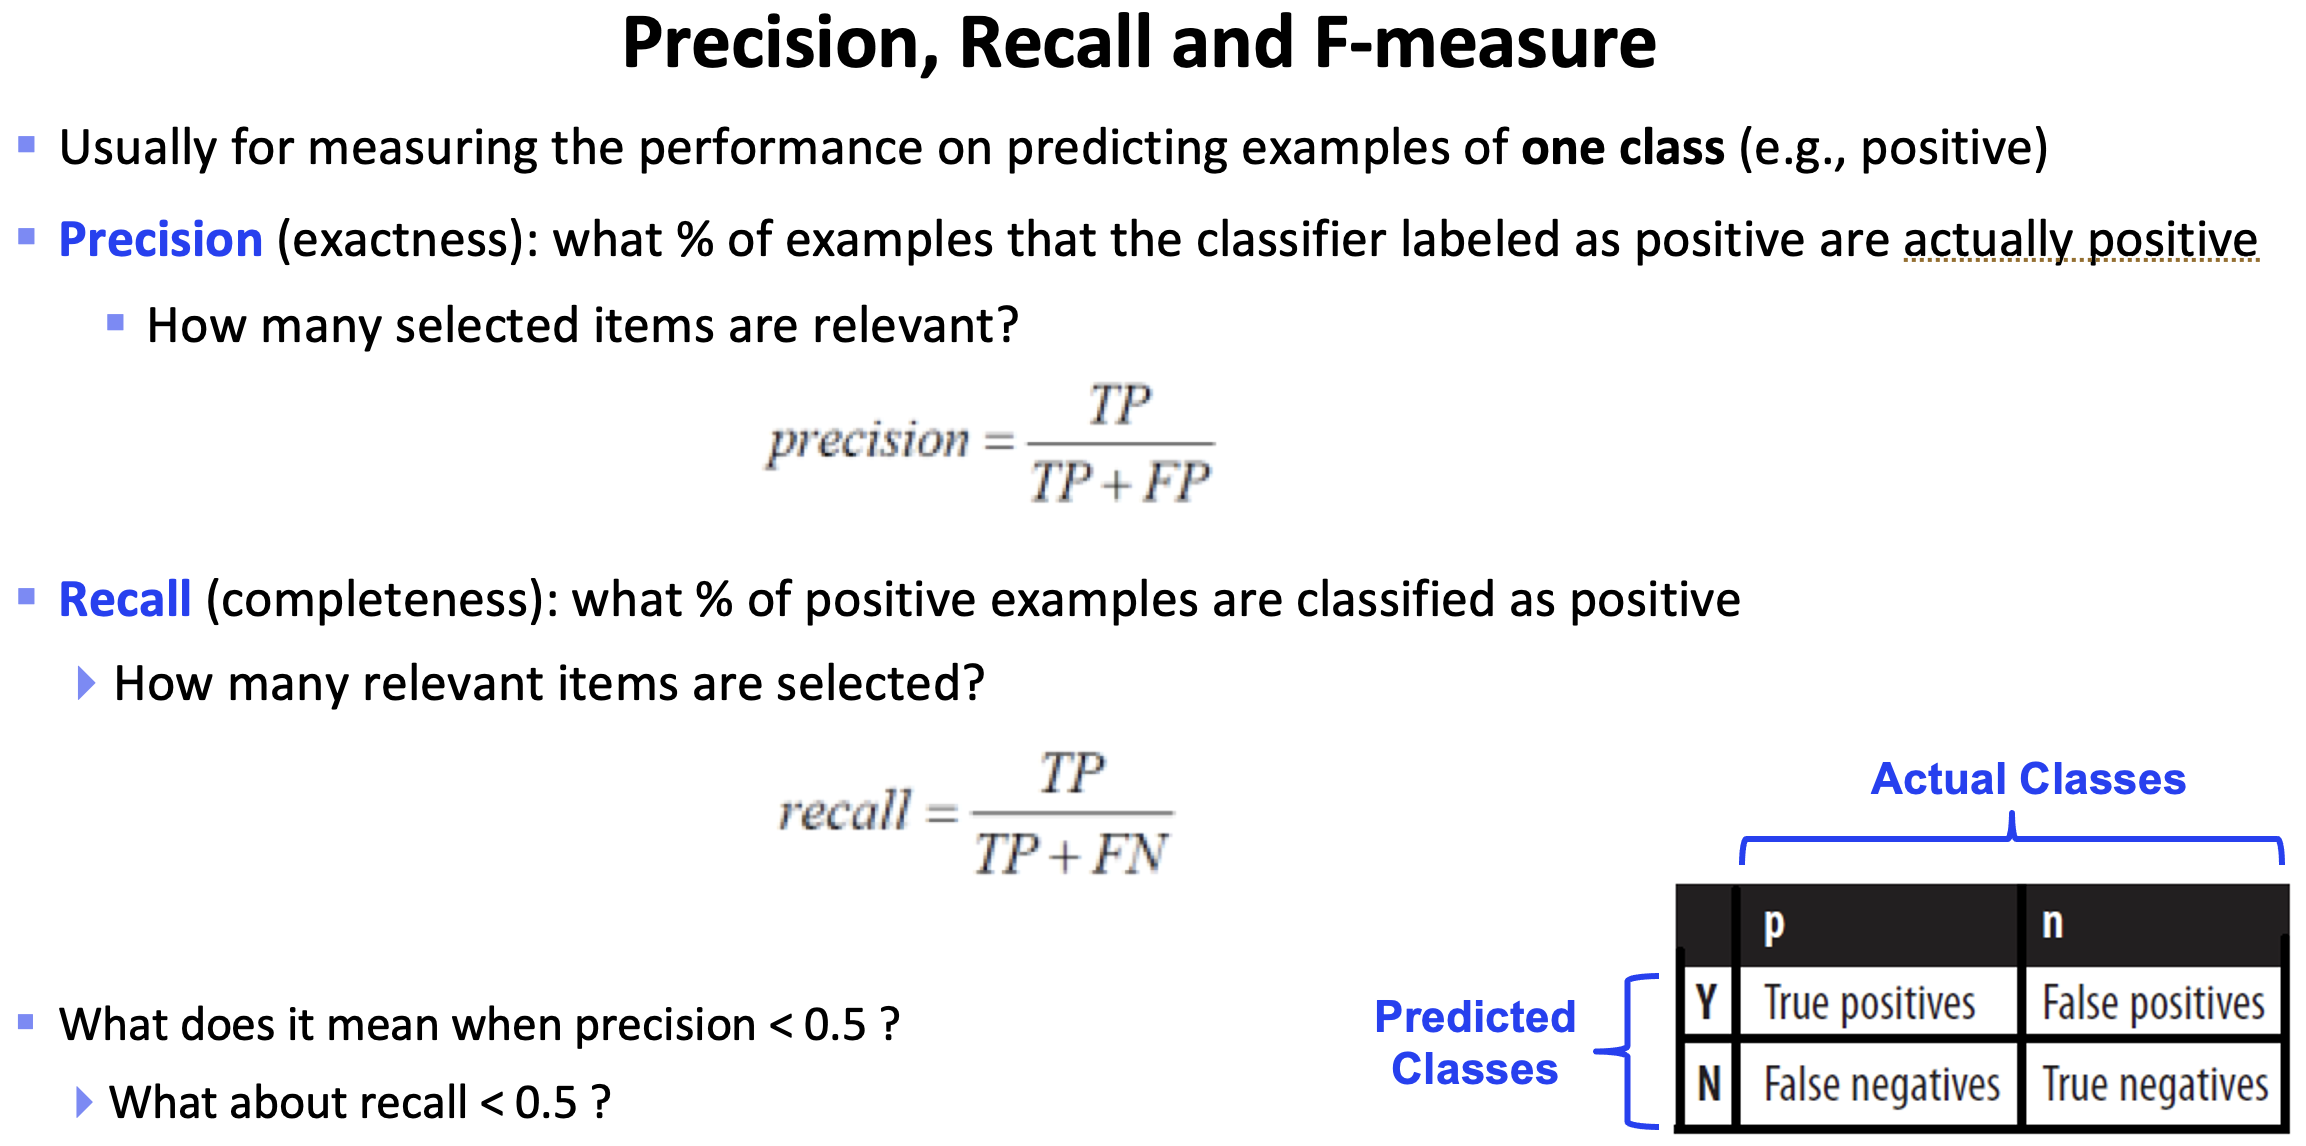 Precision, Recall and F-measure
Usually for measuring the performance on predicting examples of one class (e.g., positive)
Precision (exactness): what % of examples that the classifier labeled as positive are actually positive
How many selected items are relevant?
precision = TP / TP + FP
Recall (completeness): what % of positive examples are classified as positive
How many relevant items are selected?
recall = TP / TP + FN
What does it mean when precision < 0.5 ?
What about recall < 0.5 ?
Actual Classes
Predicted
Classes
p n
Y True positives False positives
N False negatives True negatives